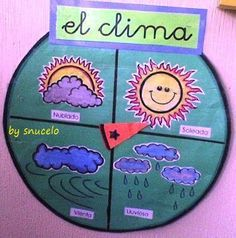 el clima
Nublado
Soleado
by snucelo
Viento
Lluvioso